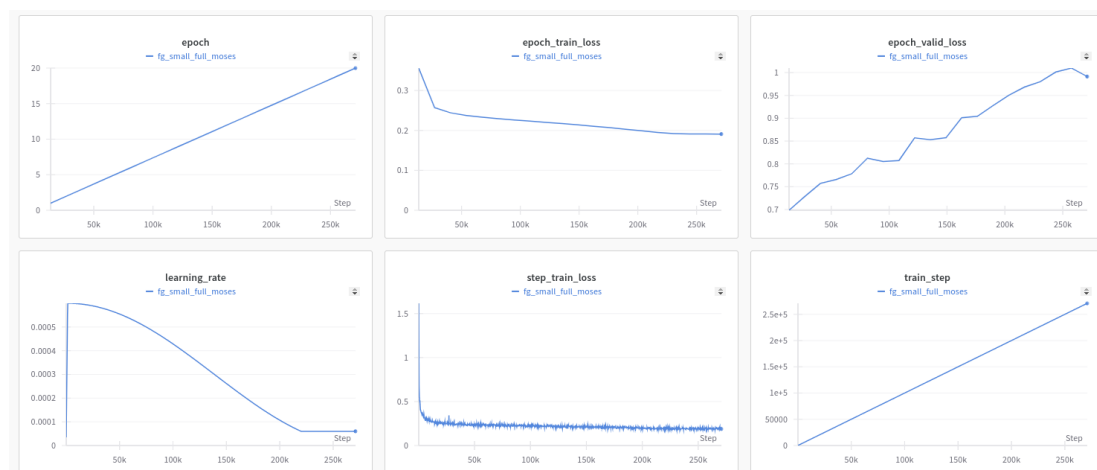 epoch
fg_small_full_moses
20
15
10
5
0
Step
50k 100k 150k 200k 250k
epoch_train_loss
fg_small_full_moses
0.3
0.2
0.1
0
Step
50k 100k 150k 200k 250k
epoch_valid_loss
fg_small_full_moses
1
0.95
0.9
0.85
0.8
0.75
0.7
Step
50k 100k 150k 200k 250k
learning_rate
fg_small_full_moses
0.0005
0.0004
0.0003
0.0002
0.0001
0
Step
50k 100k 150k 200k 250k
step_train_loss
fg_small_full_moses
1.5
1
0.5
0
Step
50k 100k 150k 200k 250k
train_step
fg_small_full_moses
2.5e+5
2e+5
1.5e+5
1e+5
50000
0
Step
50k 100k 150k 200k 250k